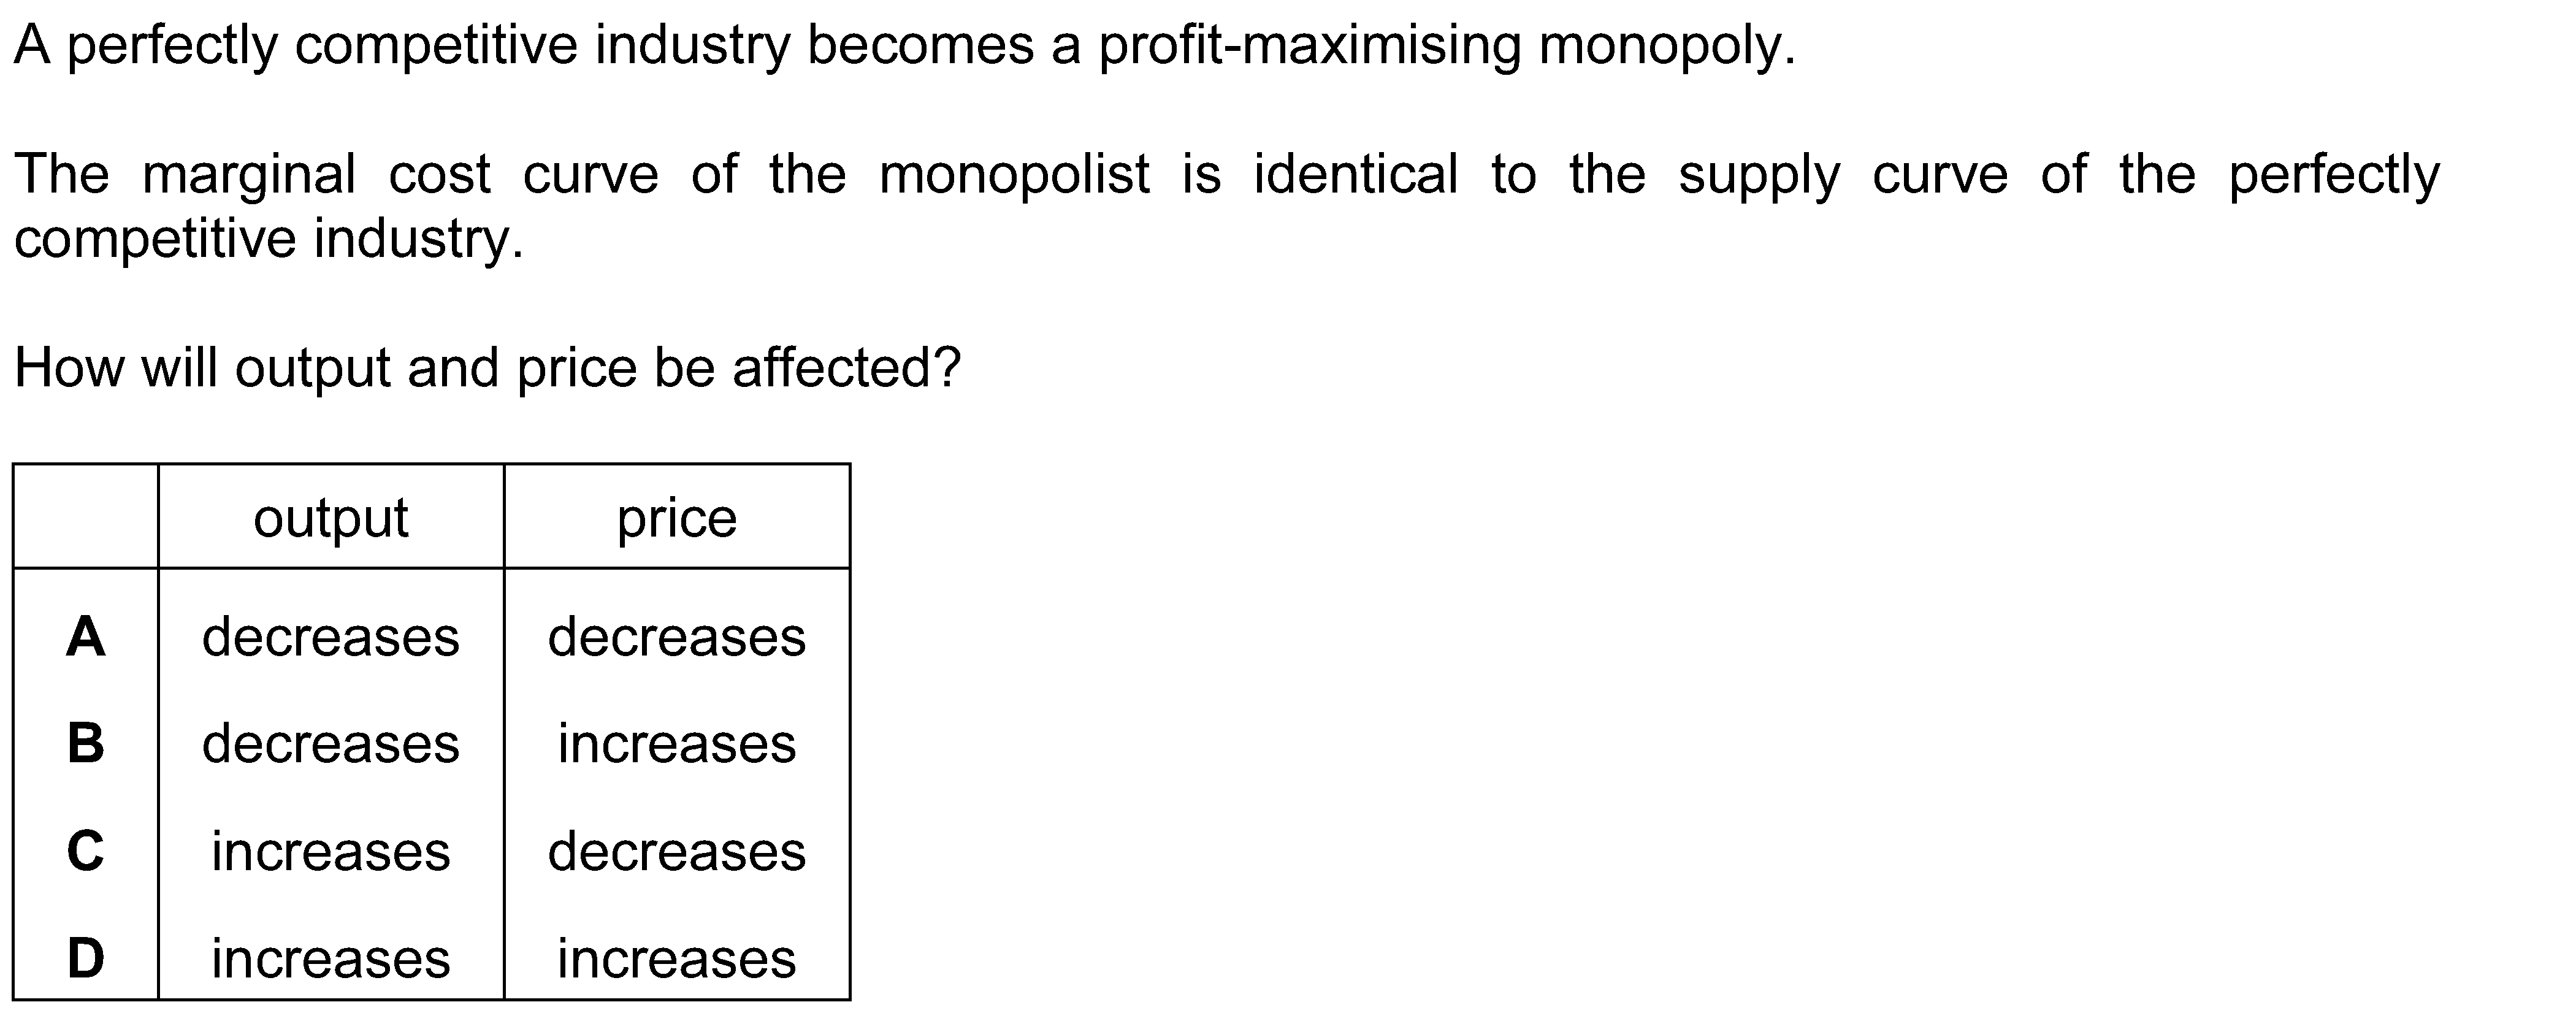 A perfectly competitive industry becomes a profit-maximising monopoly.
The marginal cost curve of the monopolist is identical to the supply curve of the perfectly
competitive industry.
How will output and price be affected?
output price
A decreases decreases
B decreases increases
C increases decreases
D increases increases